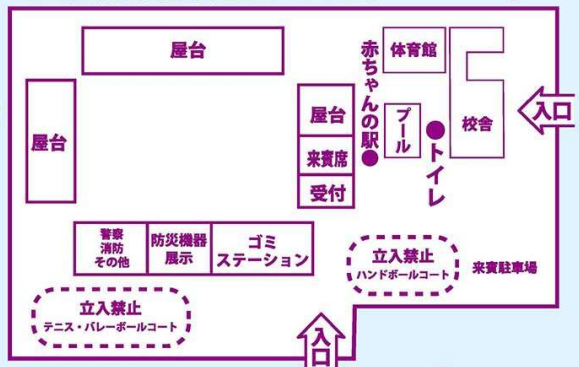 屋台
赤ちゃんの駅
体育館
校舎
入口
屋台
屋台
来賓席
受付
プール
トイレ
警察
消防
その他
防災機器
展示
ゴミ
ステーション
立入禁止
ハンドボールコート
来賓駐車場
立入禁止
テニス・バレーボールコート
入口